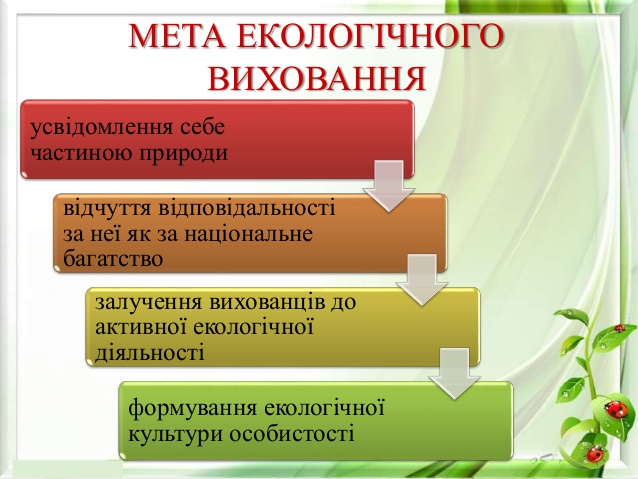 МЕТА ЕКОЛОГІЧНОГО
ВИХОВАННЯ
усвідомлення себе
частиною природи
відчуття відповідальності
за неї як за національне
багатство
залучення вихованців до
активної екологічної
діяльності
формування екологічної
культури особистості